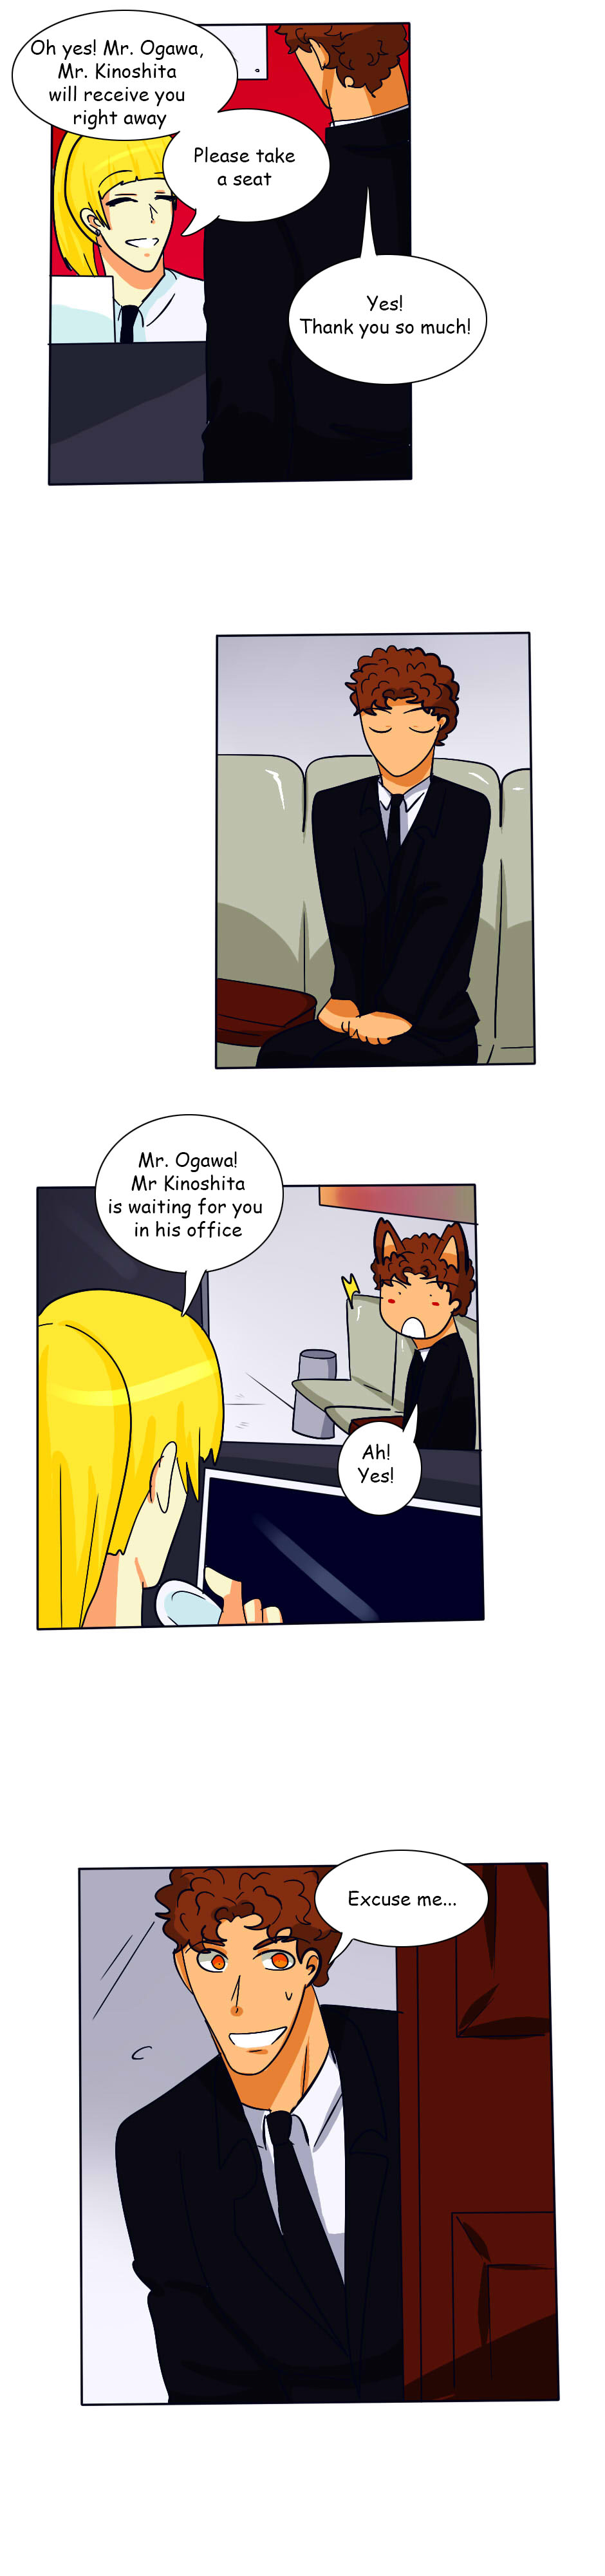 Oh yes! Mr. Ogawa,
Mr. Kinoshita
will receive you
right away
Please take
a seat
Yes!
Thank you so much!
Mr. Ogawa!
Mr Kinoshita
is waiting for you
in his office
Ah!
Yes!
Excuse me...